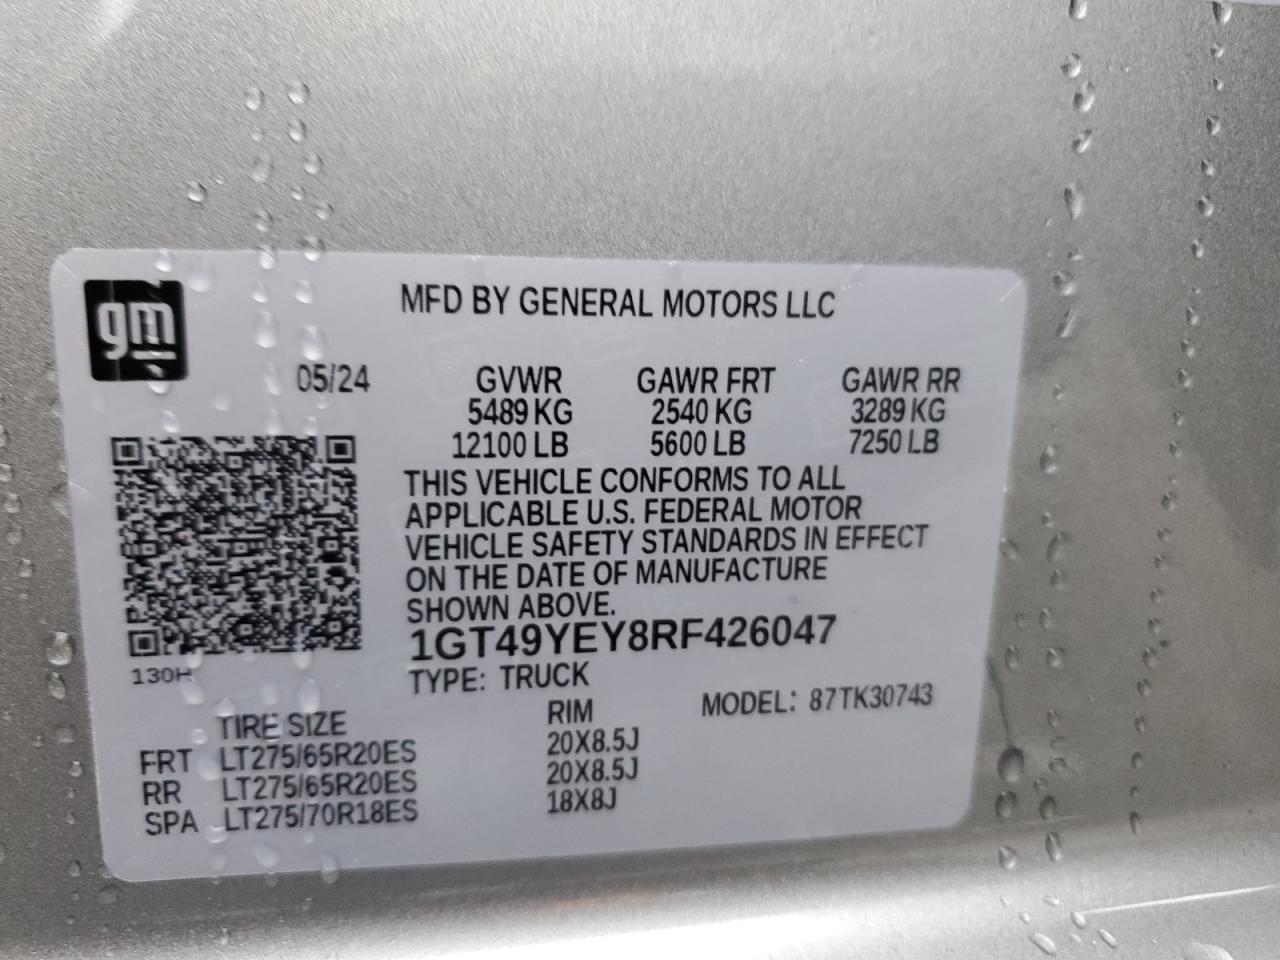 gm
MFD BY GENERAL MOTORS LLC
05/24 GVWR GAWR FRT GAWR RR
5489 KG 2540 KG 3289 KG
12100 LB 5600 LB 7250 LB
THIS VEHICLE CONFORMS TO ALL
APPLICABLE U.S. FEDERAL MOTOR
VEHICLE SAFETY STANDARDS IN EFFECT
ON THE DATE OF MANUFACTURE
SHOWN ABOVE.
1GT49YEY8RF426047
130H
TYPE: TRUCK
MODEL: 87TK30743
TIRE SIZE RIM
FRT LT275/65R20ES 20X8.5J
RR LT275/65R20ES 20X8.5J
SPA LT275/70R18ES 18X8J